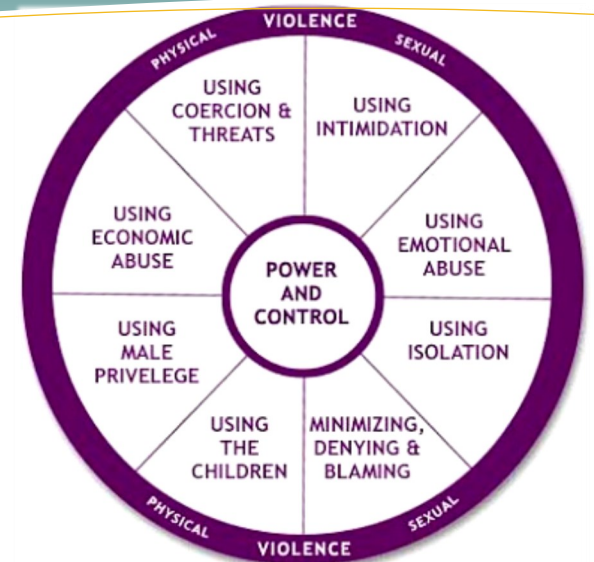 PHYSICAL
VIOLENCE
SEXUAL
USING
COERCION &
THREATS
USING
INTIMIDATION
USING
ECONOMIC
ABUSE
USING
EMOTIONAL
ABUSE
POWER
AND
CONTROL
USING
MALE
PRIVELEGE
USING
ISOLATION
USING
THE
CHILDREN
MINIMIZING,
DENYING &
BLAMING
PHYSICAL
VIOLENCE
SEXUAL